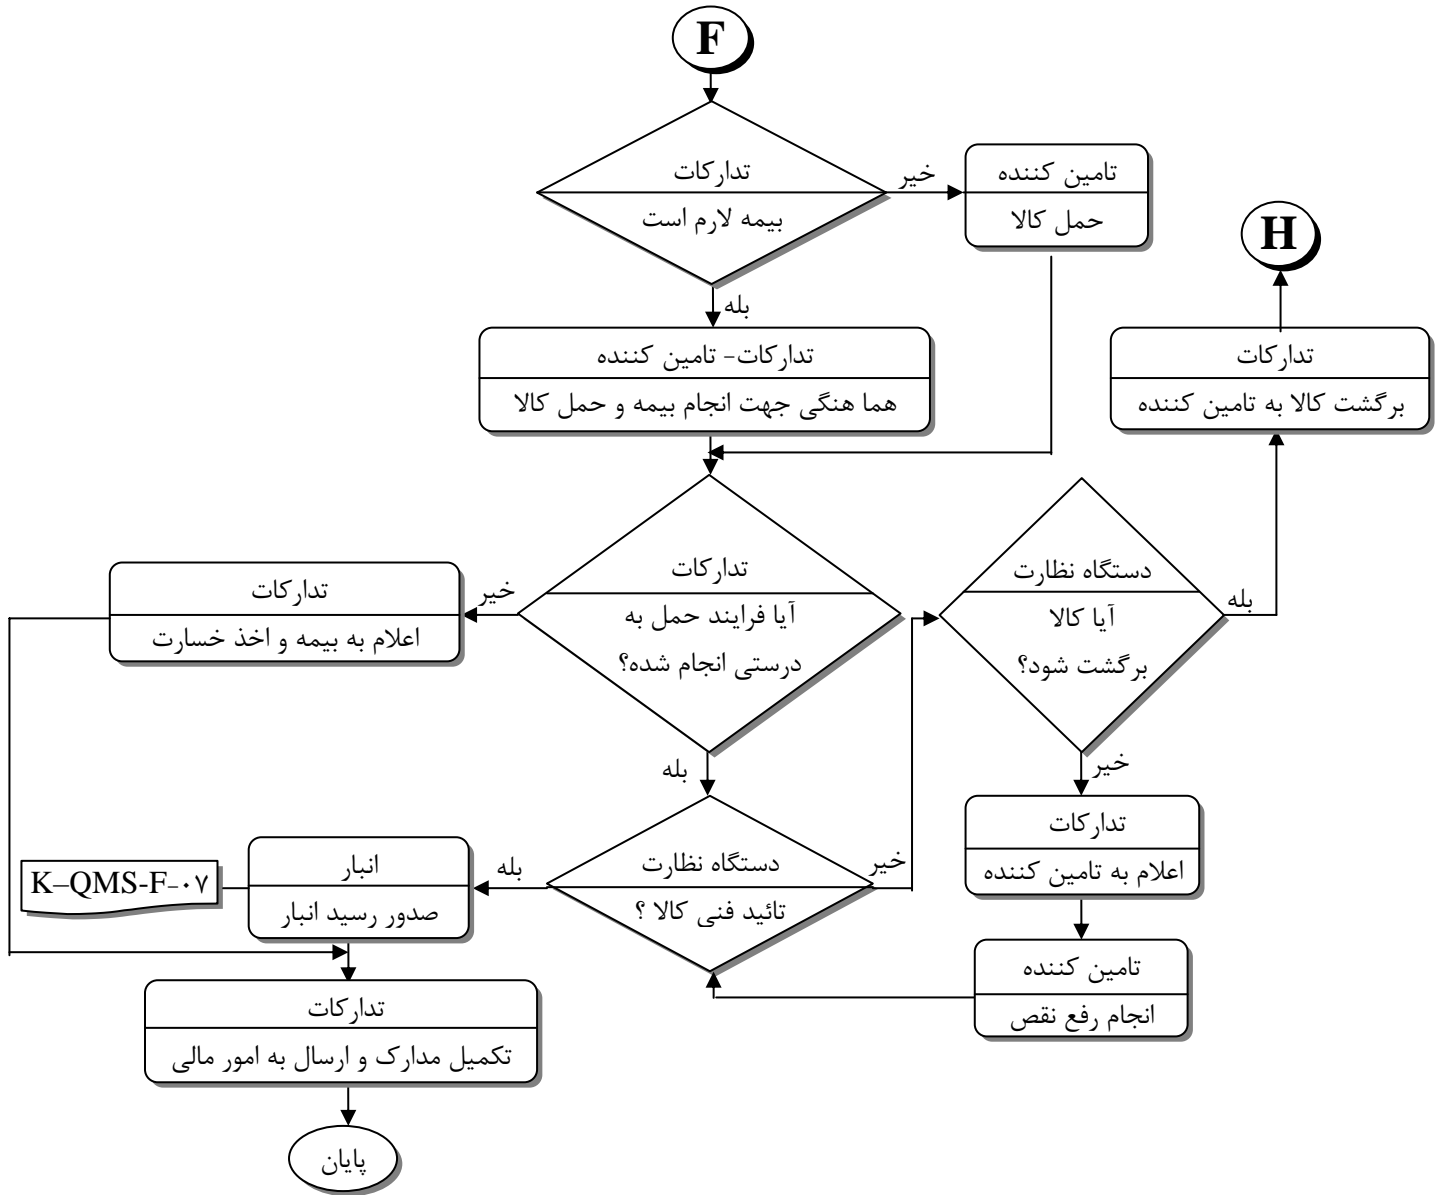 F
تدارکات
بیمه لارم است
خیر
تامین کننده
حمل کالا
H
بله
تدارکات- تامین کننده
هما هنگی جهت انجام بیمه و حمل کالا
تدارکات
برگشت کالا به تامین کننده
تدارکات
آیا فرایند حمل به
درستی انجام شده؟
خیر
تدارکات
اعلام به بیمه و اخذ خسارت
دستگاه نظارت
آیا کالا
برگشت شود؟
بله
خیر
بله
دستگاه نظارت
تائید فنی کالا ؟
خیر
بله
تدارکات
اعلام به تامین کننده
انبار
صدور رسید انبار
K–QMS-F-۰۷
تامین کننده
انجام رفع نقص
تدارکات
تکمیل مدارک و ارسال به امور مالی
پایان